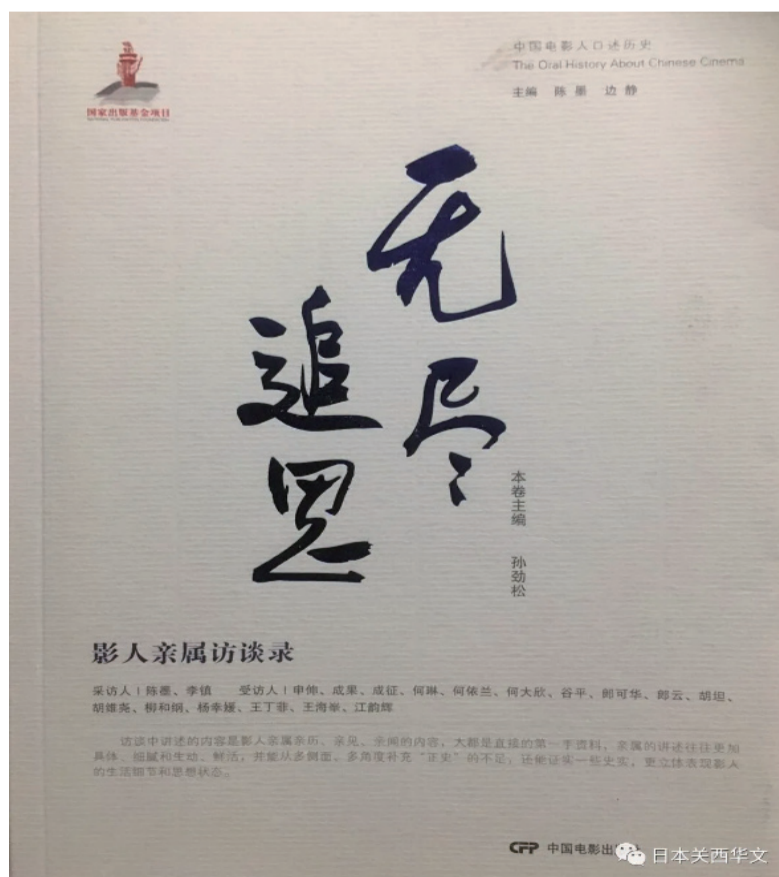 中国电影人口述历史
The Oral History About Chinese Cinema
主编 陈墨 边静
国家出版基金项目
无尽
追思
本卷主编 孙劲松
影人亲属访谈录
采访人|陈墨、李镇 受访人|申伸、成果、成征、何琳、何依兰、何大欣、谷平、郎可华、郎云、胡坦、
胡维尧、柳和纲、杨幸媛、王丁菲、王海峚、江韵辉
访谈中讲述的内容是影人亲属亲历、亲见、亲闻的内容,大都是直接的第一手资料,亲属的讲述往往更加
具体、细腻和生动、鲜活,并能从多侧面、多角度补充“正史”的不足;还能证实一些史实,更立体表现影人
的生活细节和思想状态。
CFP 中国电影出
日本关西华文